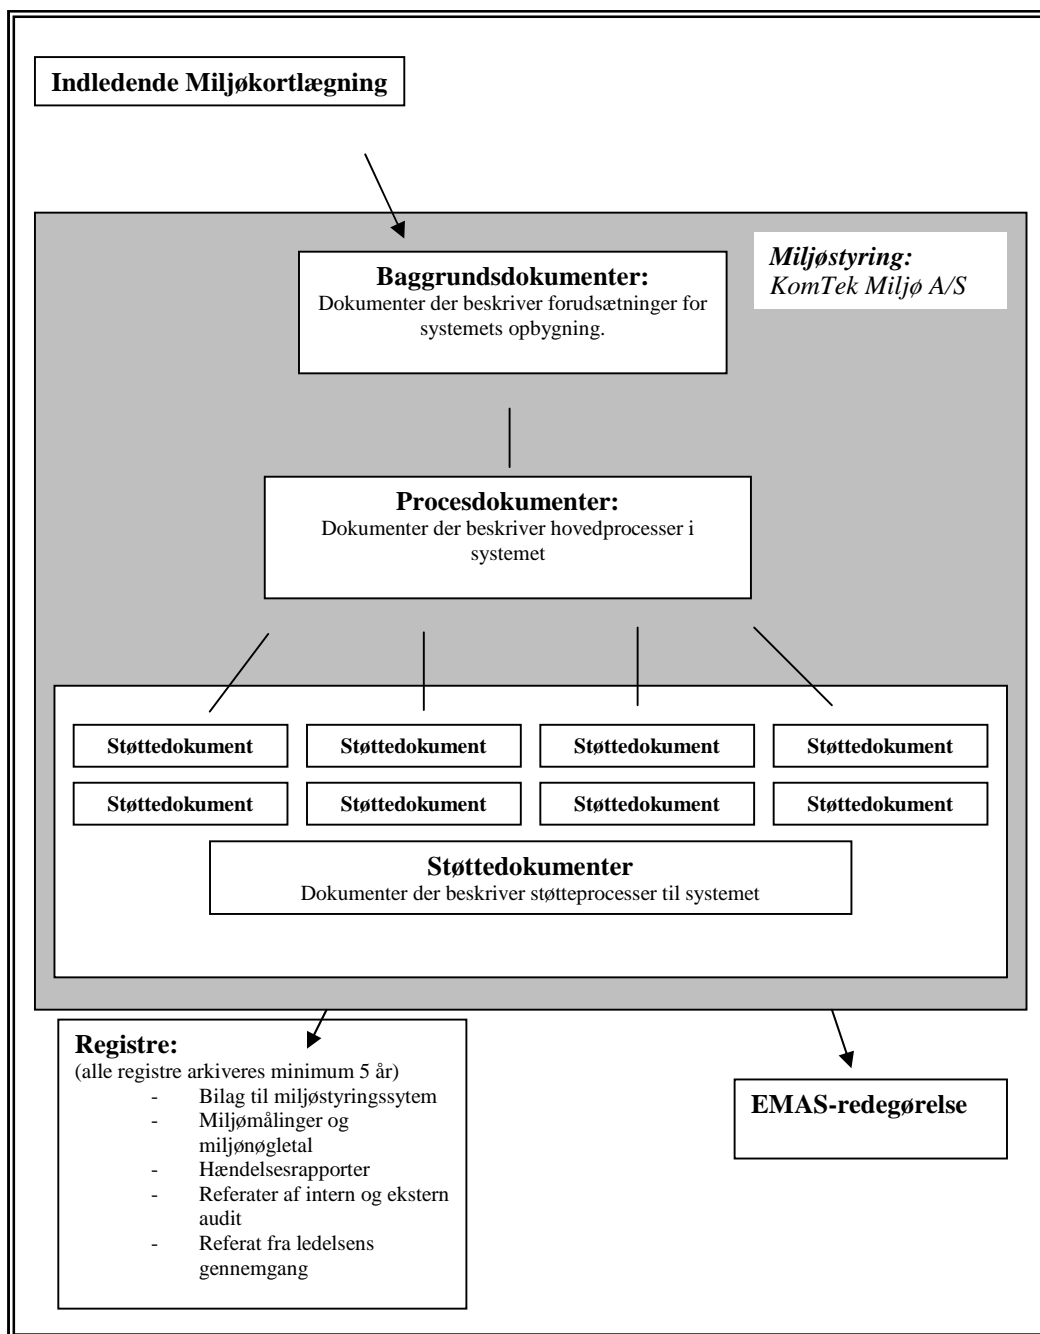 Indledende Miljøkortlægning
Miljøstyring:
KomTek Miljø A/S
Baggrundsdokumenter:
Dokumenter der beskriver forudsætninger for
systemets opbygning.
Procesdokumenter:
Dokumenter der beskriver hovedprocesser i
systemet
Støttedokument Støttedokument Støttedokument Støttedokument
Støttedokument Støttedokument Støttedokument Støttedokument
Støttedokumenter
Dokumenter der beskriver støtteprocesser til systemet
Registre:
(alle registre arkiveres minimum 5 år)
- Bilag til miljøstyringssytem
- Miljømålinger og
miljønøgletal
- Hændelsesrapporter
- Referater af intern og ekstern
audit
- Referat fra ledelsens
gennemgang
EMAS-redegørelse